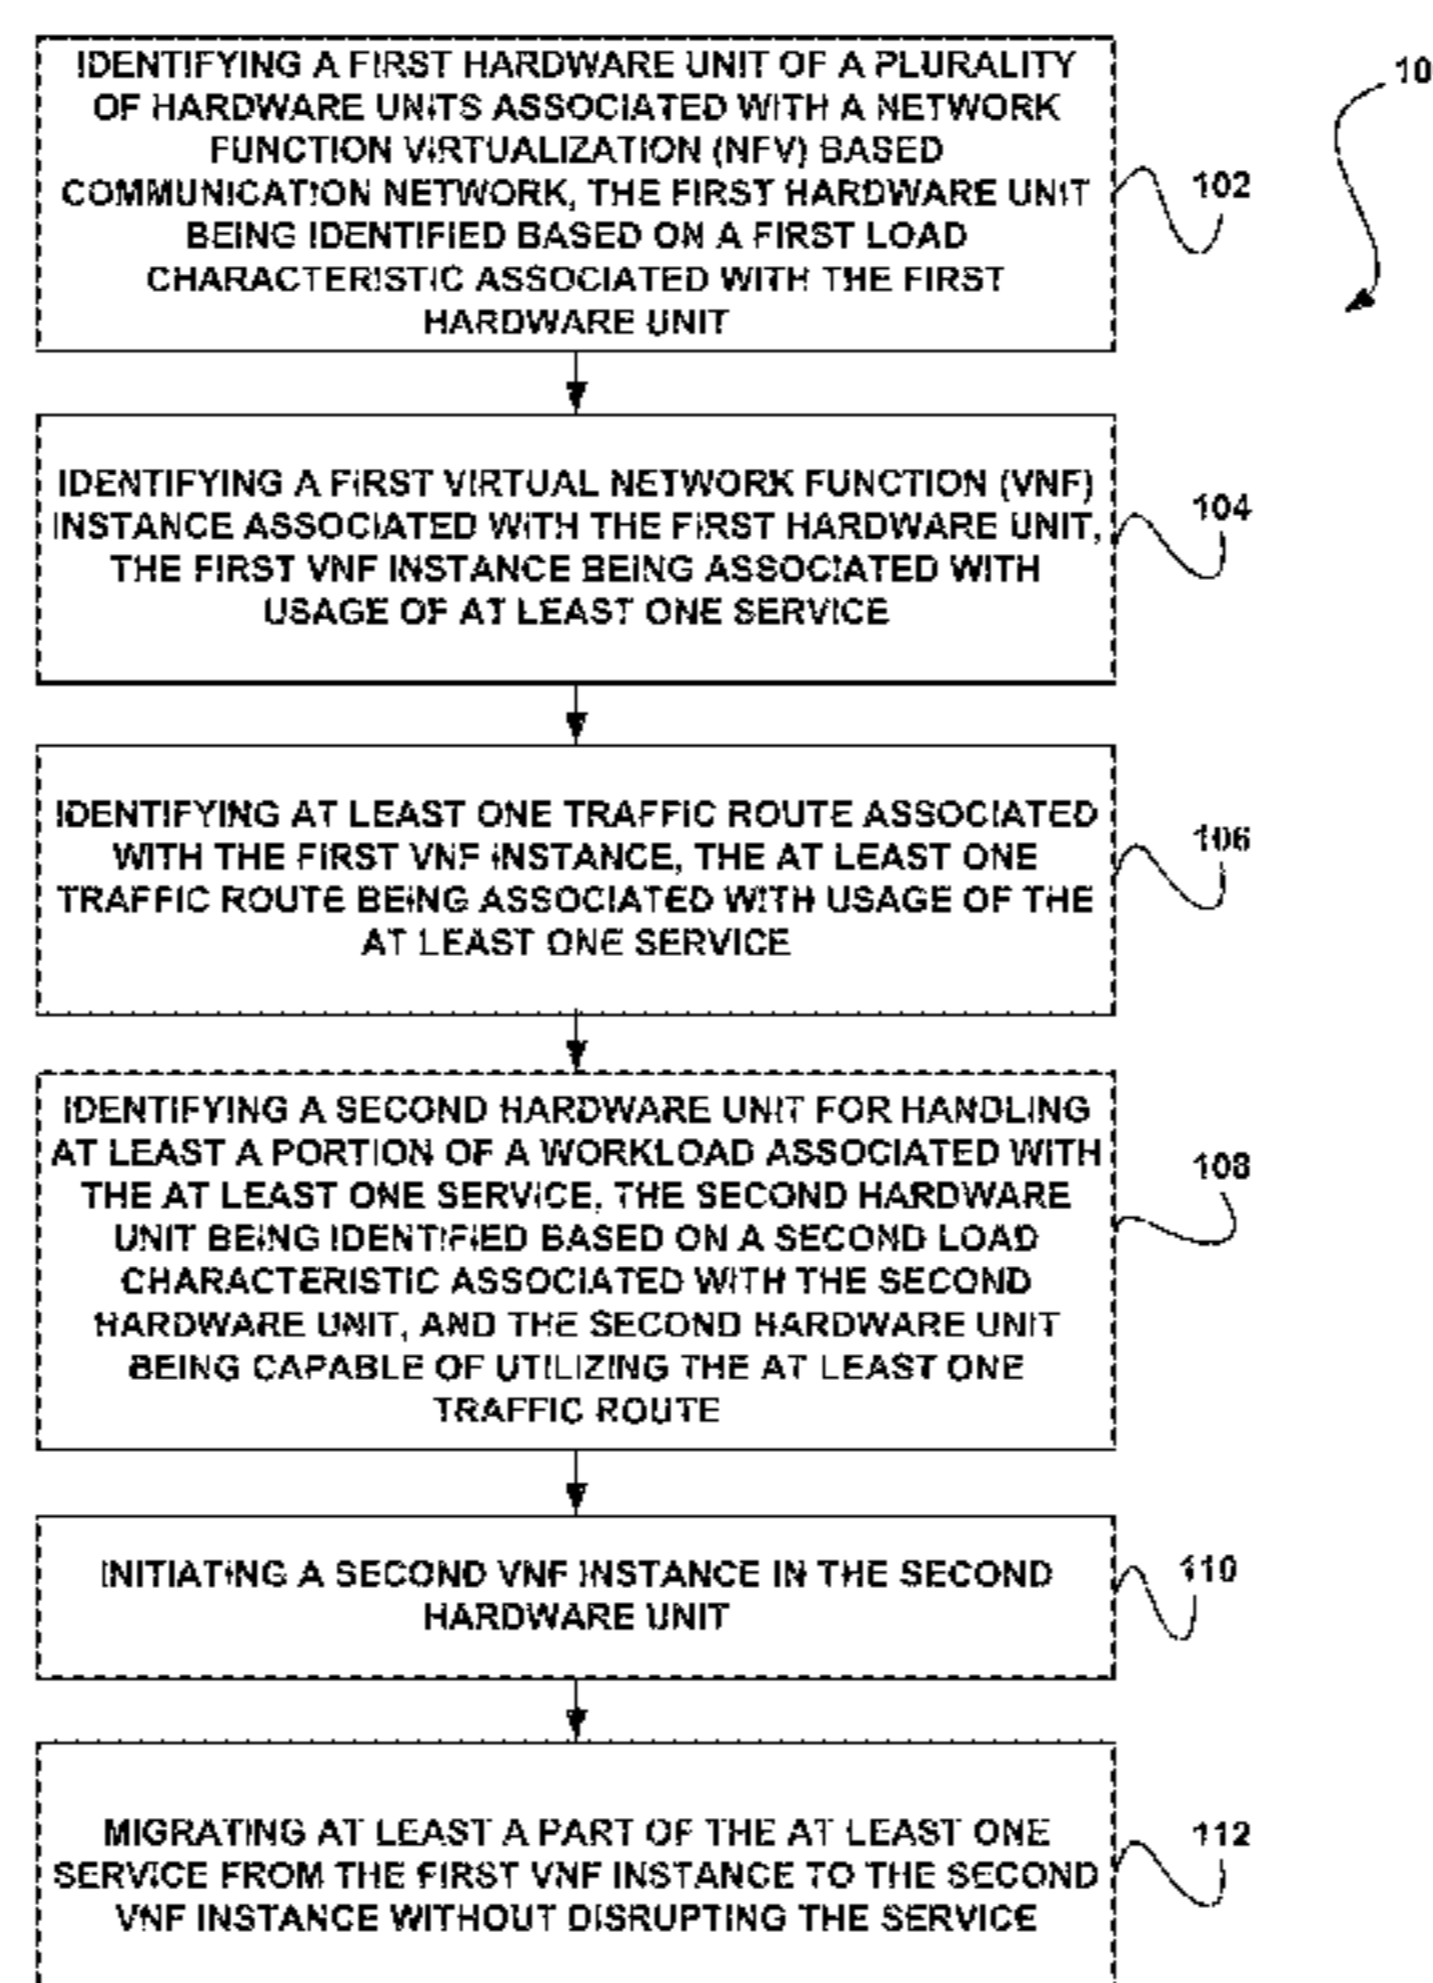 IDENTIFYING A FIRST HARDWARE UNIT OF A PLURALITY
OF HARDWARE UNITS ASSOCIATED WITH A NETWORK
FUNCTION VIRTUALIZATION (NFV) BASED
COMMUNICATION NETWORK, THE FIRST HARDWARE UNIT
BEING IDENTIFIED BASED ON A FIRST LOAD
CHARACTERISTIC ASSOCIATED WITH THE FIRST
HARDWARE UNIT
10
102
IDENTIFYING A FIRST VIRTUAL NETWORK FUNCTION (VNF)
INSTANCE ASSOCIATED WITH THE FIRST HARDWARE UNIT,
THE FIRST VNF INSTANCE BEING ASSOCIATED WITH
USAGE OF AT LEAST ONE SERVICE
104
IDENTIFYING AT LEAST ONE TRAFFIC ROUTE ASSOCIATED
WITH THE FIRST VNF INSTANCE, THE AT LEAST ONE
TRAFFIC ROUTE BEING ASSOCIATED WITH USAGE OF THE
AT LEAST ONE SERVICE
106
IDENTIFYING A SECOND HARDWARE UNIT FOR HANDLING
AT LEAST A PORTION OF A WORKLOAD ASSOCIATED WITH
THE AT LEAST ONE SERVICE, THE SECOND HARDWARE
UNIT BEING IDENTIFIED BASED ON A SECOND LOAD
CHARACTERISTIC ASSOCIATED WITH THE SECOND
HARDWARE UNIT, AND THE SECOND HARDWARE UNIT
BEING CAPABLE OF UTILIZING THE AT LEAST ONE
TRAFFIC ROUTE
108
INITIATING A SECOND VNF INSTANCE IN THE SECOND
HARDWARE UNIT
110
MIGRATING AT LEAST A PART OF THE AT LEAST ONE
SERVICE FROM THE FIRST VNF INSTANCE TO THE SECOND
VNF INSTANCE WITHOUT DISRUPTING THE SERVICE
112